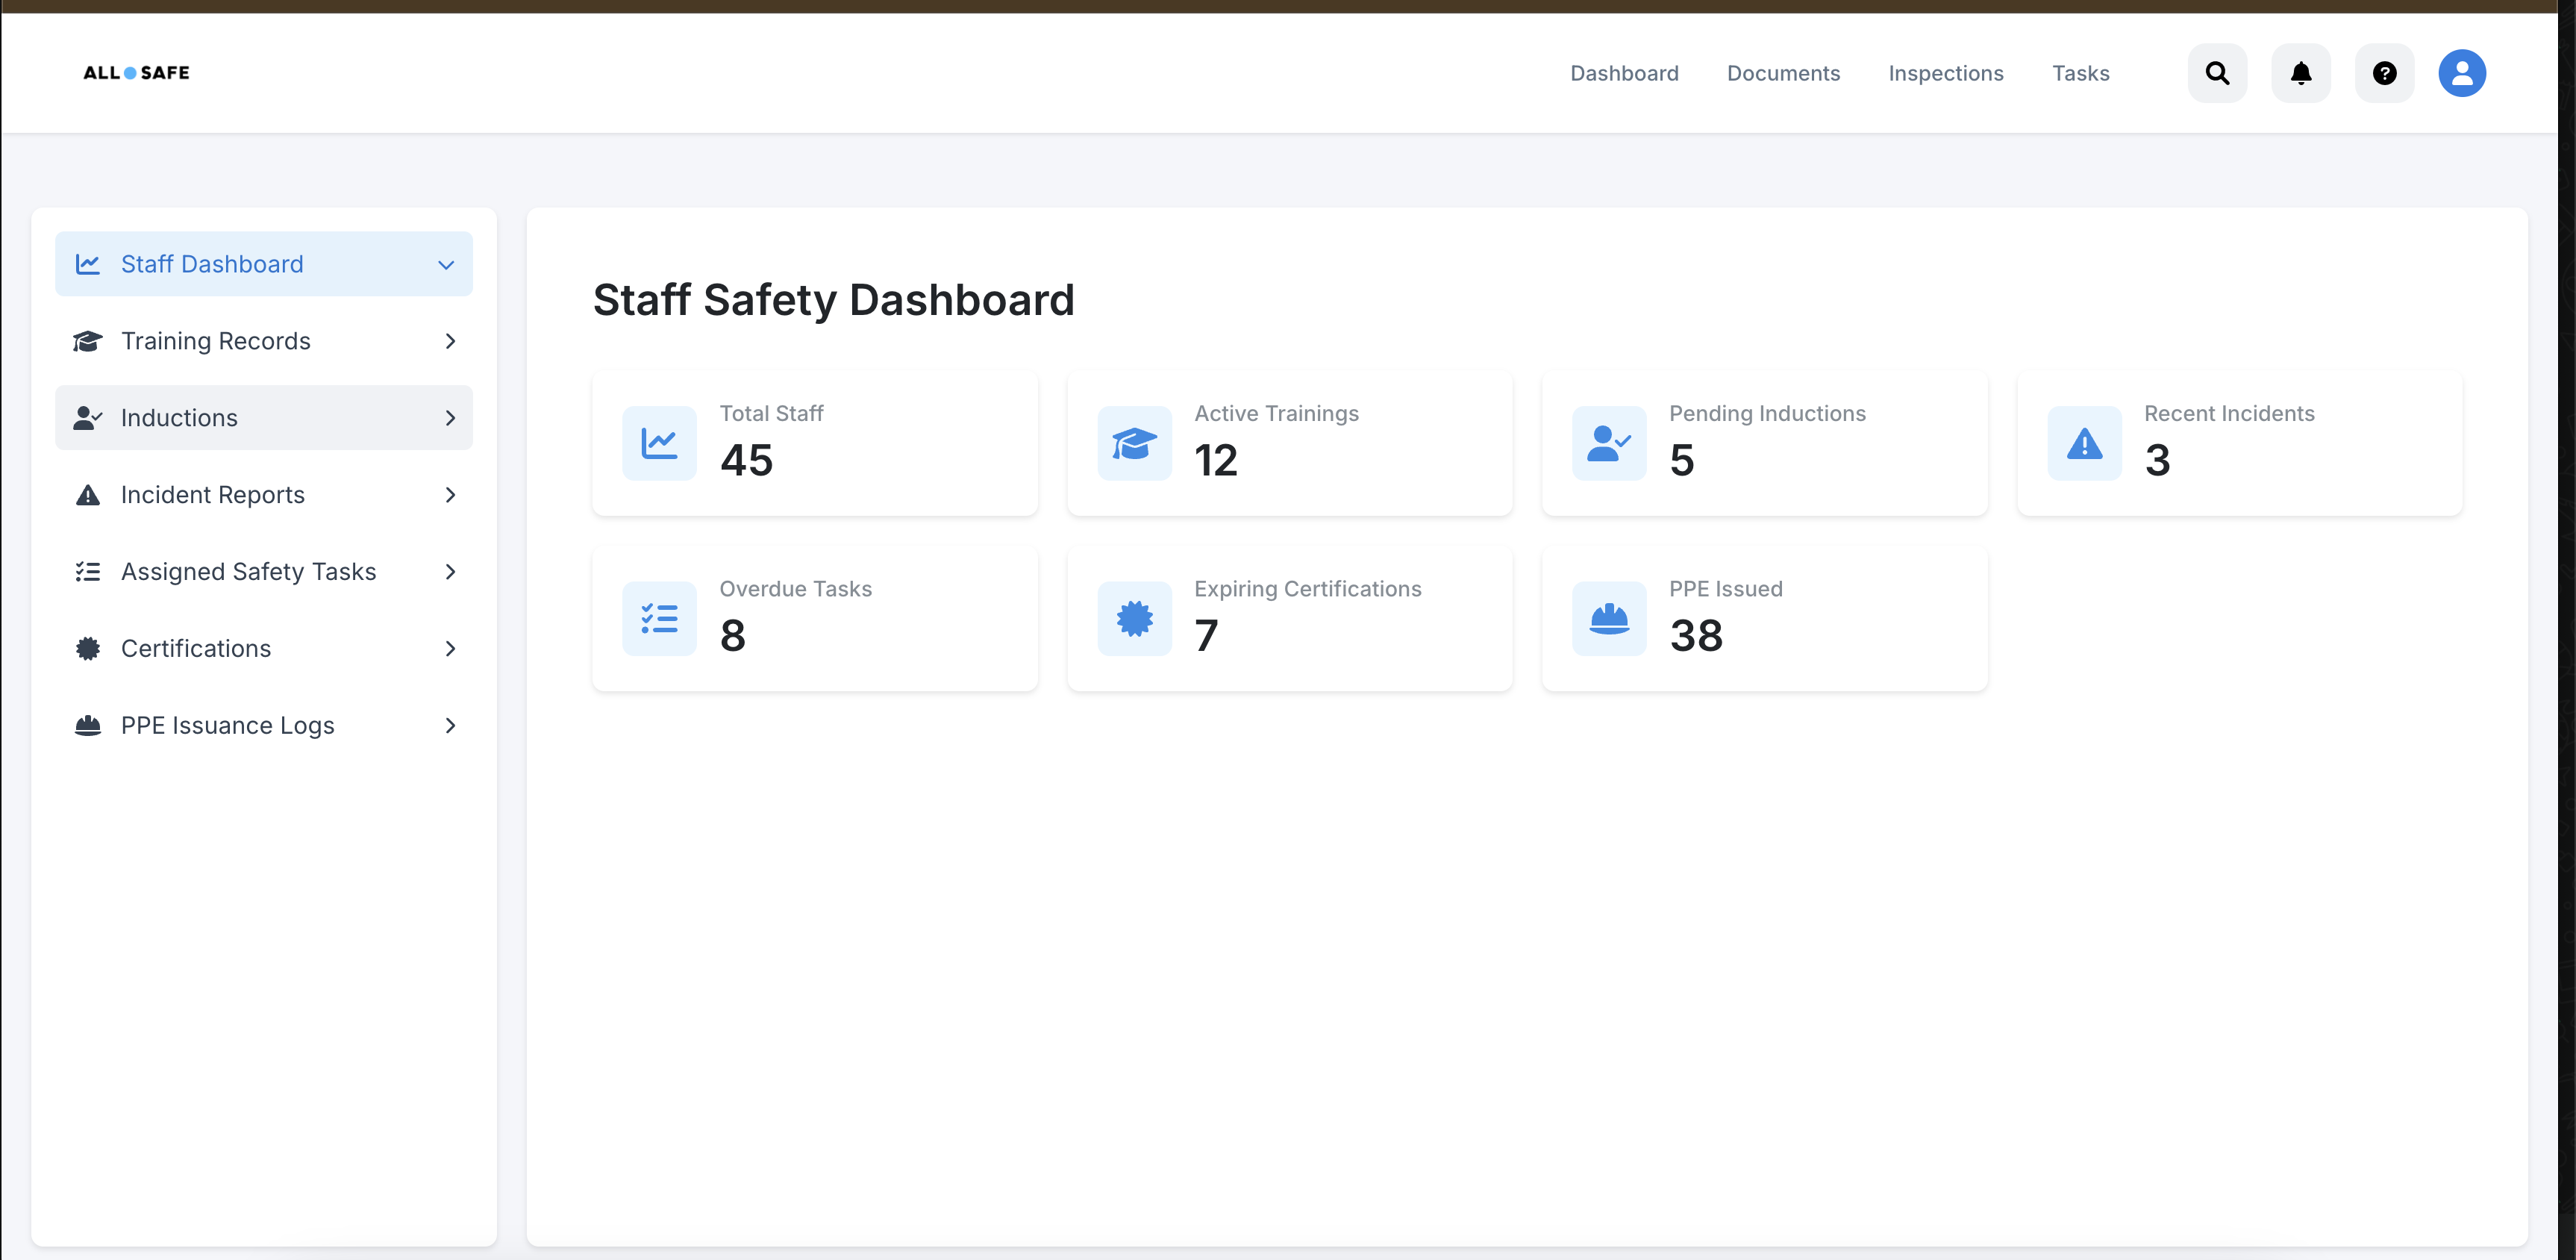 ALL SAFE
Dashboard Documents Inspections Tasks
Staff Dashboard
Training Records
Inductions
Incident Reports
Assigned Safety Tasks
Certifications
PPE Issuance Logs
Staff Safety Dashboard
Total Staff
45
Active Trainings
12
Pending Inductions
5
Recent Incidents
3
Overdue Tasks
8
Expiring Certifications
7
PPE Issued
38